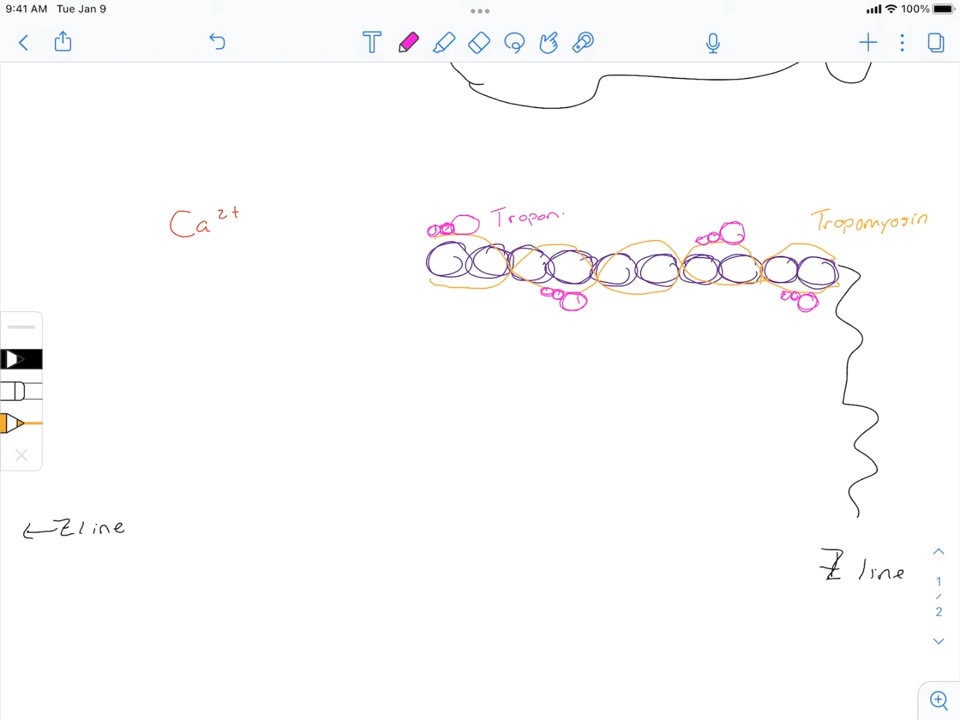 9:41 AM Tue Jan 9
100%
T
Ca²⁺
Tropon.
Tropomyosin
← Z line
Z line
1
/
2